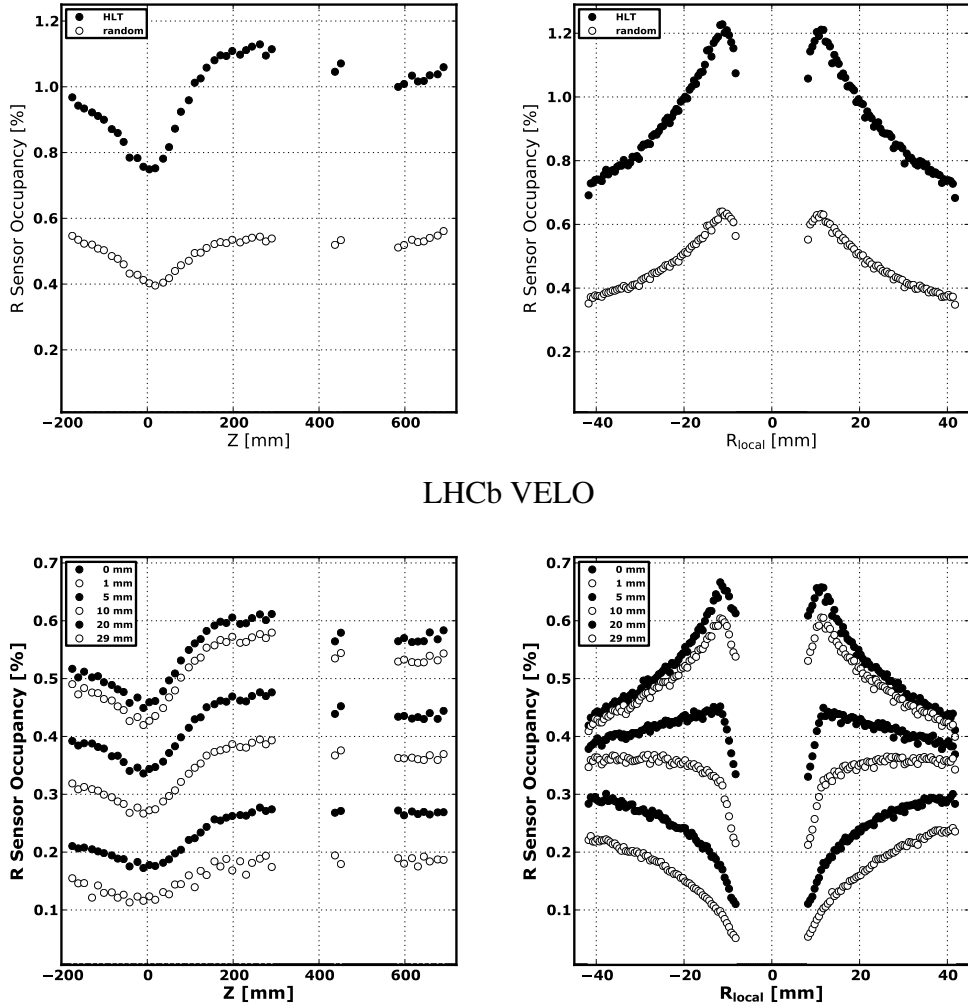 HLT
random
R Sensor Occupancy [%]
1.2
1.0
0.8
0.6
0.4
0.2
−200 0 200 400 600
Z [mm]
HLT
random
R Sensor Occupancy [%]
1.2
1.0
0.8
0.6
0.4
0.2
−40 −20 0 20 40
R_local [mm]
LHCb VELO
0 mm
1 mm
5 mm
10 mm
20 mm
29 mm
R Sensor Occupancy [%]
0.7
0.6
0.5
0.4
0.3
0.2
0.1
−200 0 200 400 600
Z [mm]
0 mm
1 mm
5 mm
10 mm
20 mm
29 mm
R Sensor Occupancy [%]
0.7
0.6
0.5
0.4
0.3
0.2
0.1
−40 −20 0 20 40
R_local [mm]